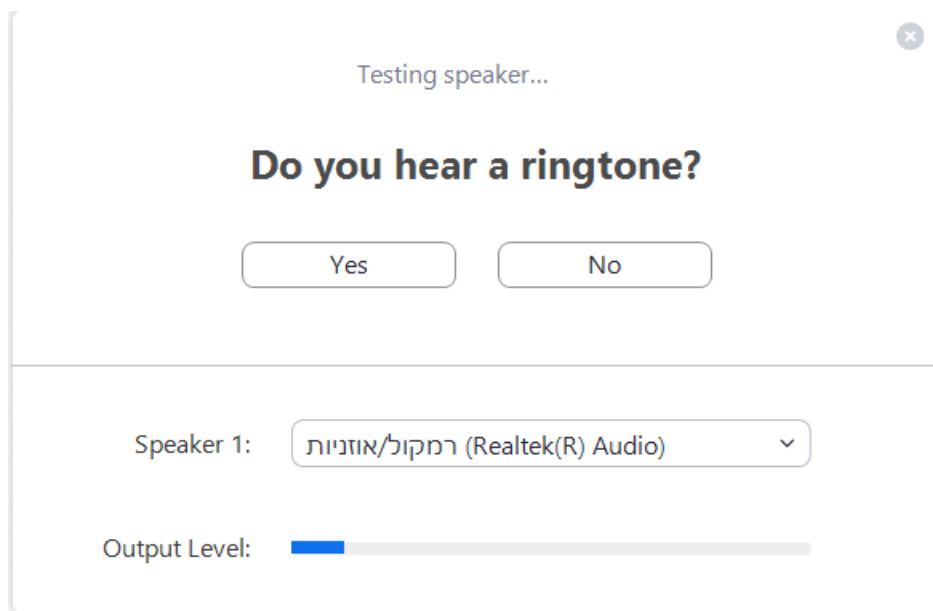 Testing speaker...
Do you hear a ringtone?
Yes
No
Speaker 1:
רמקול/אוזניות (Realtek(R) Audio)
Output Level: